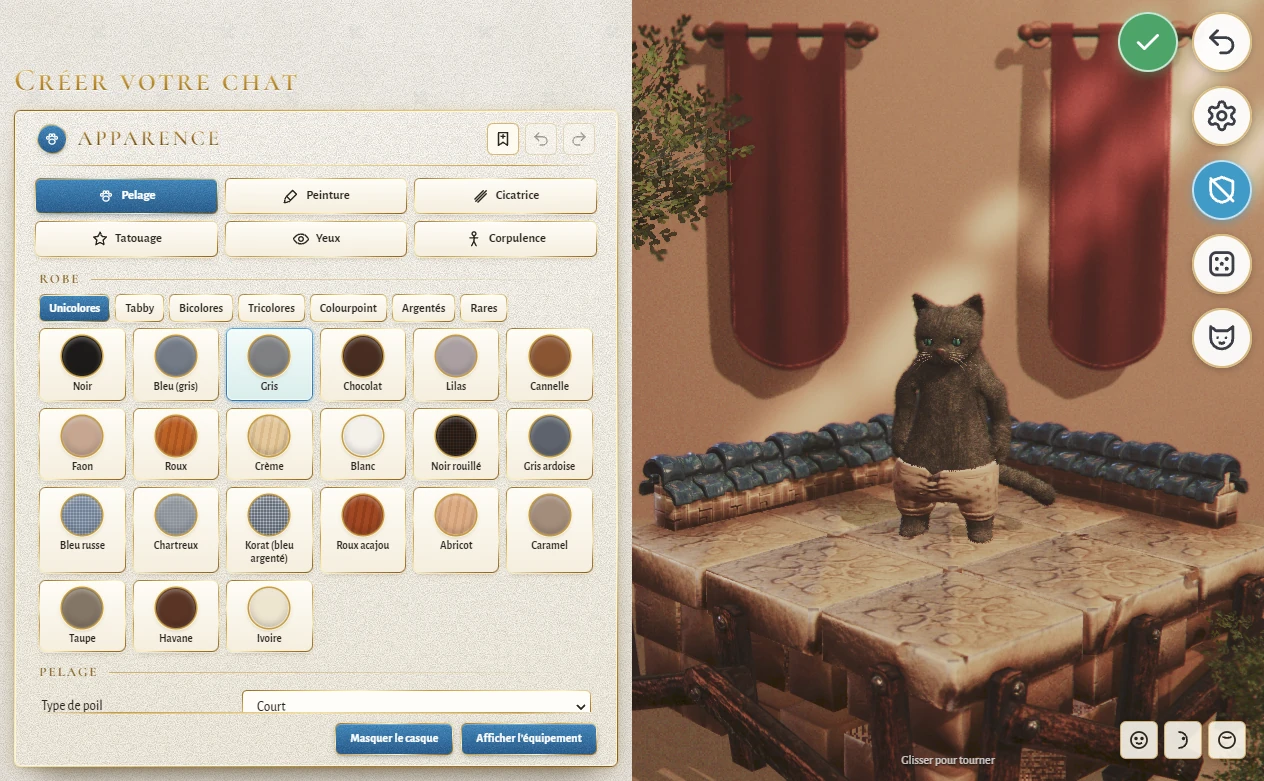 Créer votre chat
APPARENCE
Pelage
Peinture
Cicatrice
Tatouage
Yeux
Corpulence
ROBE
Unicolores
Tabby
Bicolores
Tricolores
Colourpoint
Argentés
Rares
Noir
Bleu (gris)
Gris
Chocolat
Lilas
Cannelle
Faon
Roux
Crème
Blanc
Noir rouillé
Gris ardoise
Bleu russe
Chartreux
Korat (bleu
argenté)
Roux acajou
Abricot
Caramel
Taupe
Havane
Ivoire
PELAGE
Type de poil
Court
Masquer le casque
Afficher l'équipement
Glisser pour tourner